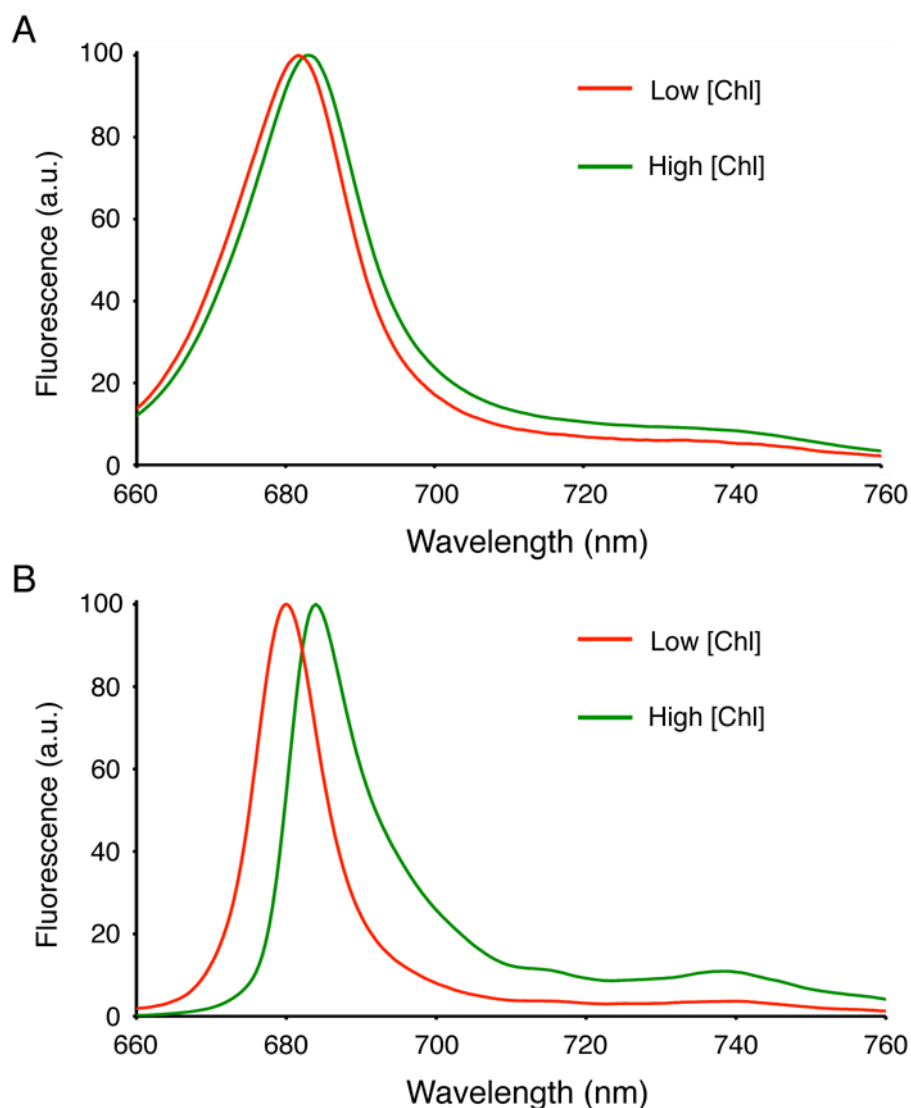 A
100
80
60
40
20
0
Fluorescence (a.u.)
Low [Chl]
High [Chl]
660 680 700 720 740 760
Wavelength (nm)
B
100
80
60
40
20
0
Fluorescence (a.u.)
Low [Chl]
High [Chl]
660 680 700 720 740 760
Wavelength (nm)